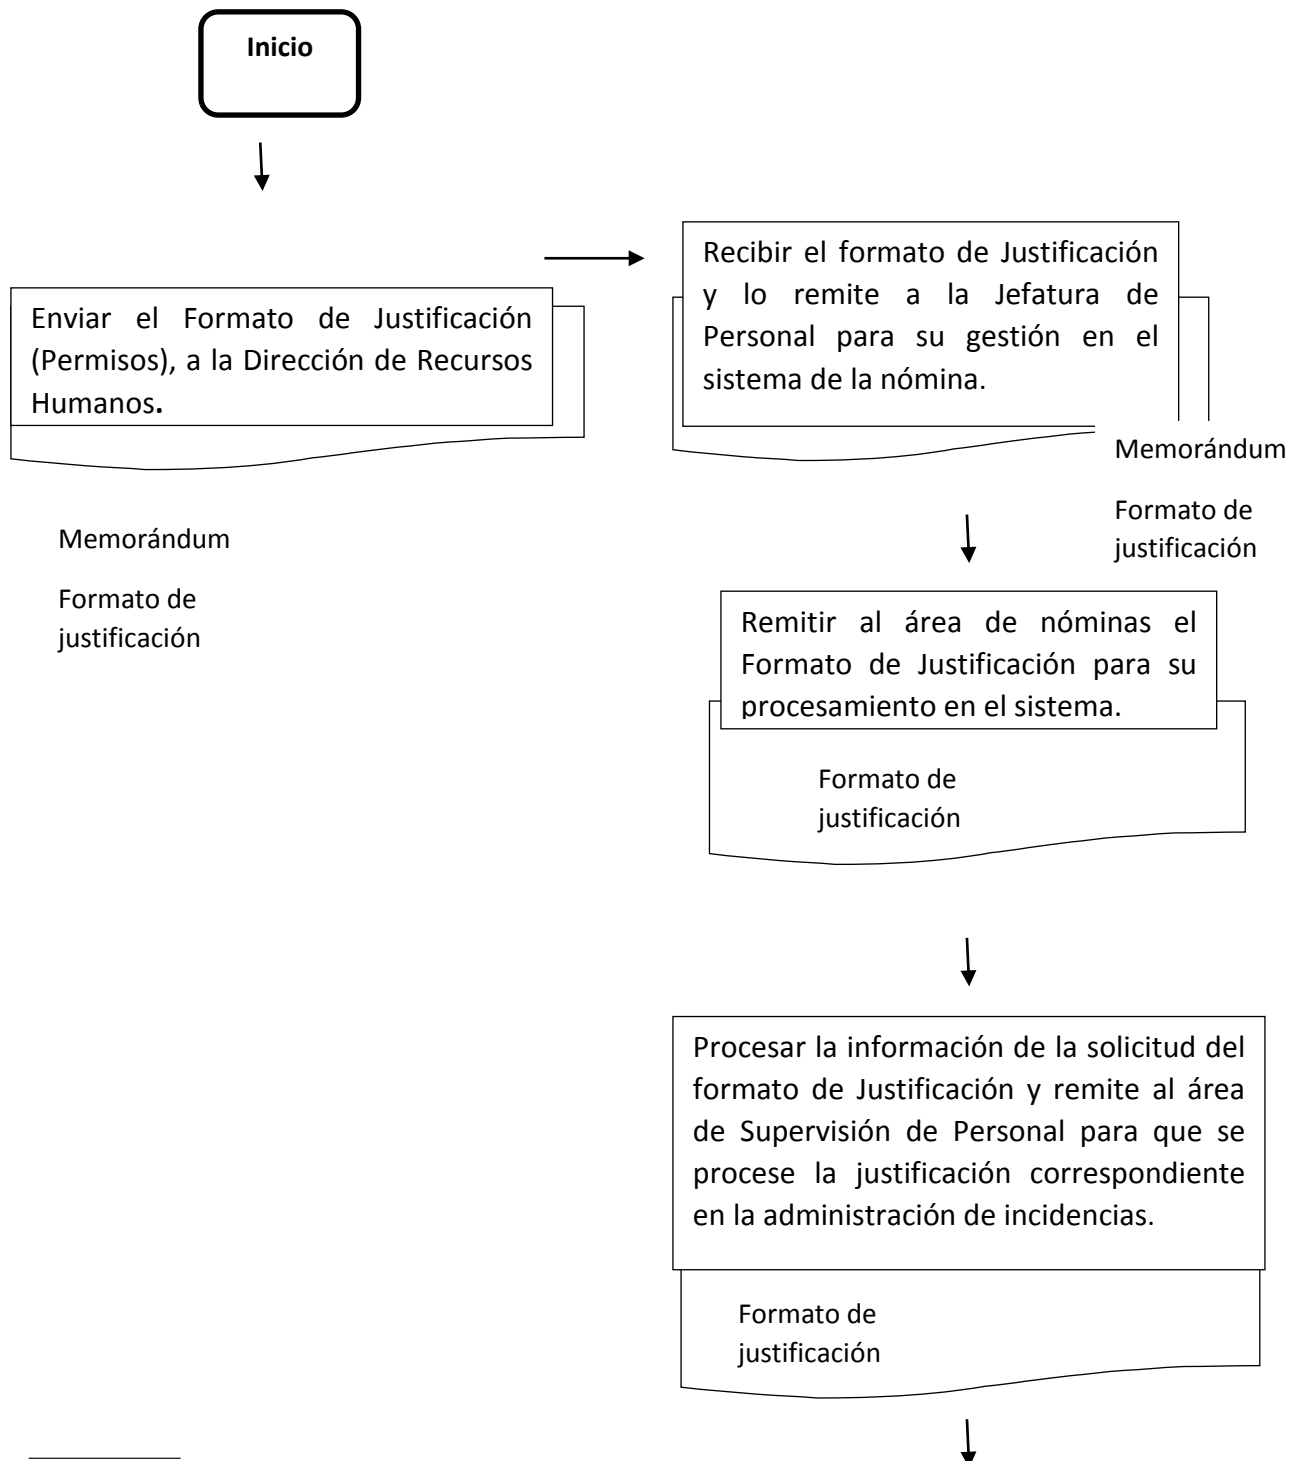 Inicio
Enviar el Formato de Justificación
(Permisos), a la Dirección de Recursos
Humanos.
Memorándum
Formato de
justificación
Recibir el formato de Justificación
y lo remite a la Jefatura de
Personal para su gestión en el
sistema de la nómina.
Memorándum
Formato de
justificación
Remitir al área de nóminas el
Formato de Justificación para su
procesamiento en el sistema.
Formato de
justificación
Procesar la información de la solicitud del
formato de Justificación y remite al área
de Supervisión de Personal para que se
procese la justificación correspondiente
en la administración de incidencias.
Formato de
justificación